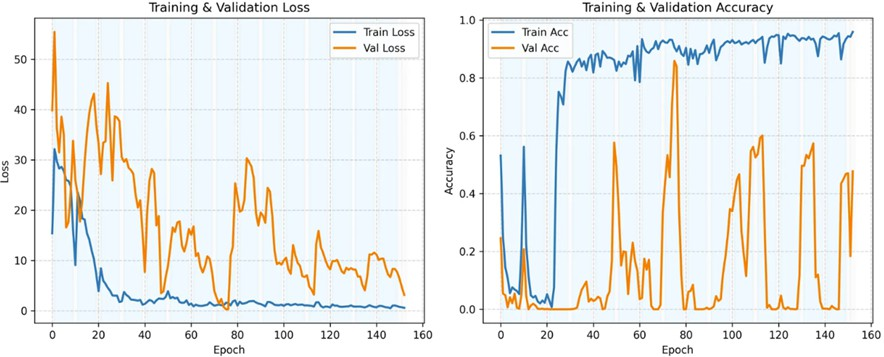 Training & Validation Loss
Train Loss
Val Loss
Loss
50
40
30
20
10
0
0 20 40 60 80 100 120 140 160
Epoch
Training & Validation Accuracy
Train Acc
Val Acc
Accuracy
1.0
0.8
0.6
0.4
0.2
0.0
0 20 40 60 80 100 120 140 160
Epoch